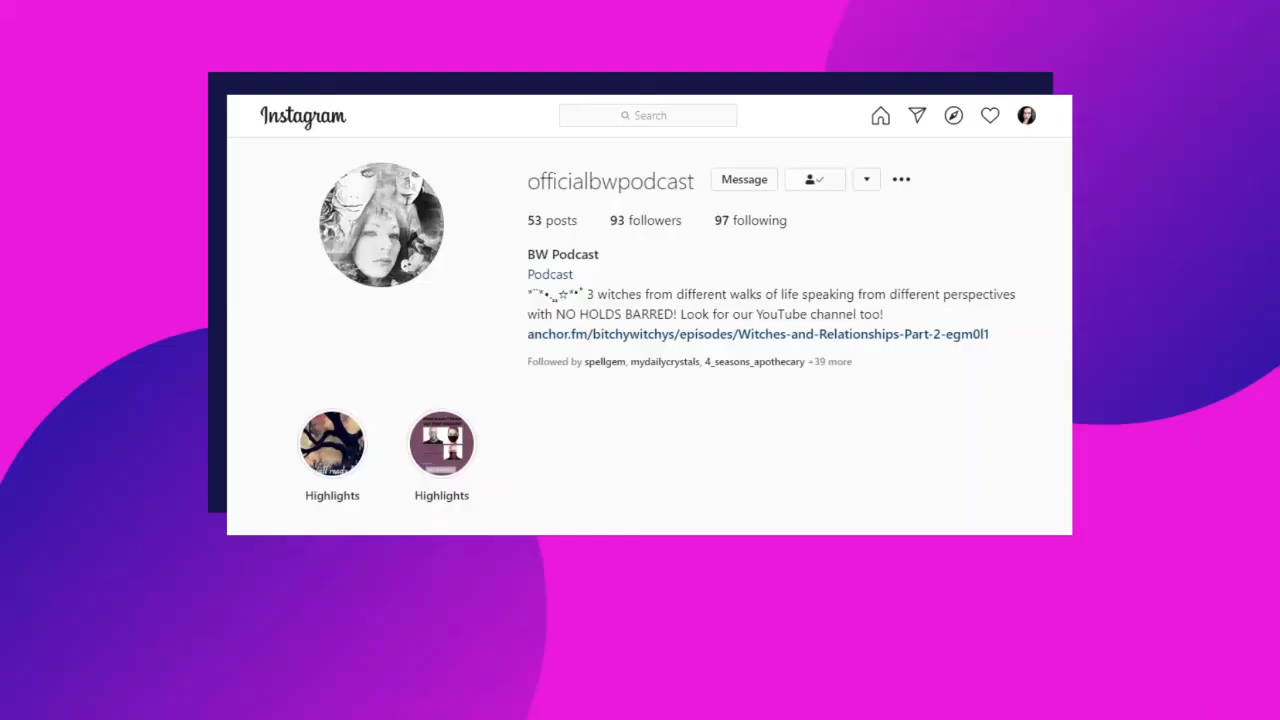 Instagram
Search
officialbwpodcast
Message
53 posts 93 followers 97 following
BW Podcast
Podcast
*¨*•.¸¸☆*•˚ 3 witches from different walks of life speaking from different perspectives
with NO HOLDS BARRED! Look for our YouTube channel too!
anchor.fm/bitchywitchys/episodes/Witches-and-Relationships-Part-2-egm0l1
Followed by spellgem, mydailycrystals, 4_seasons_apothecary +39 more
Highlights
Highlights